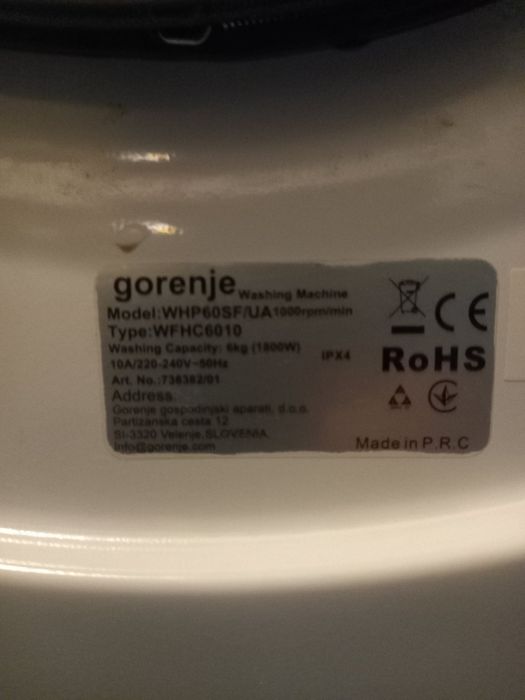 gorenje Washing Machine
Model:WHP60SF/UA 1000rpm/min
Type:WFHC6010
Washing Capacity: 6kg (1800W)
IPX4
10A/220-240V~50Hz
Art. No.:736382/01
Address:
Gorenje gospodinjski aparati, d.o.o.
Partizanska cesta 12
SI-3320 Velenje,SLOVENIA
Info@gorenje.com
CE
RoHS
Made in P.R.C